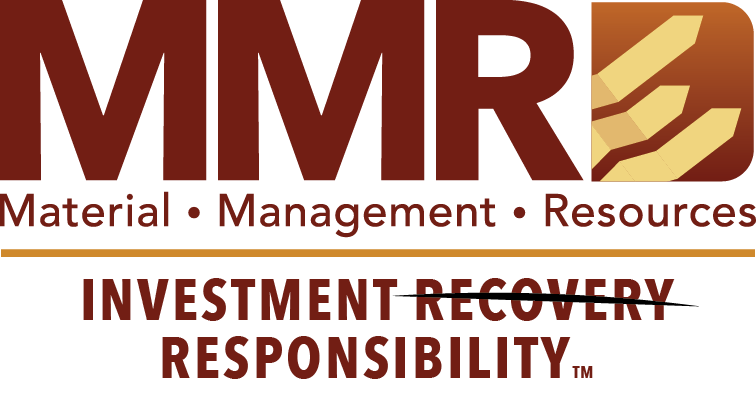 MMR
Material • Management • Resources
INVESTMENT RECOVERY
RESPONSIBILITY™